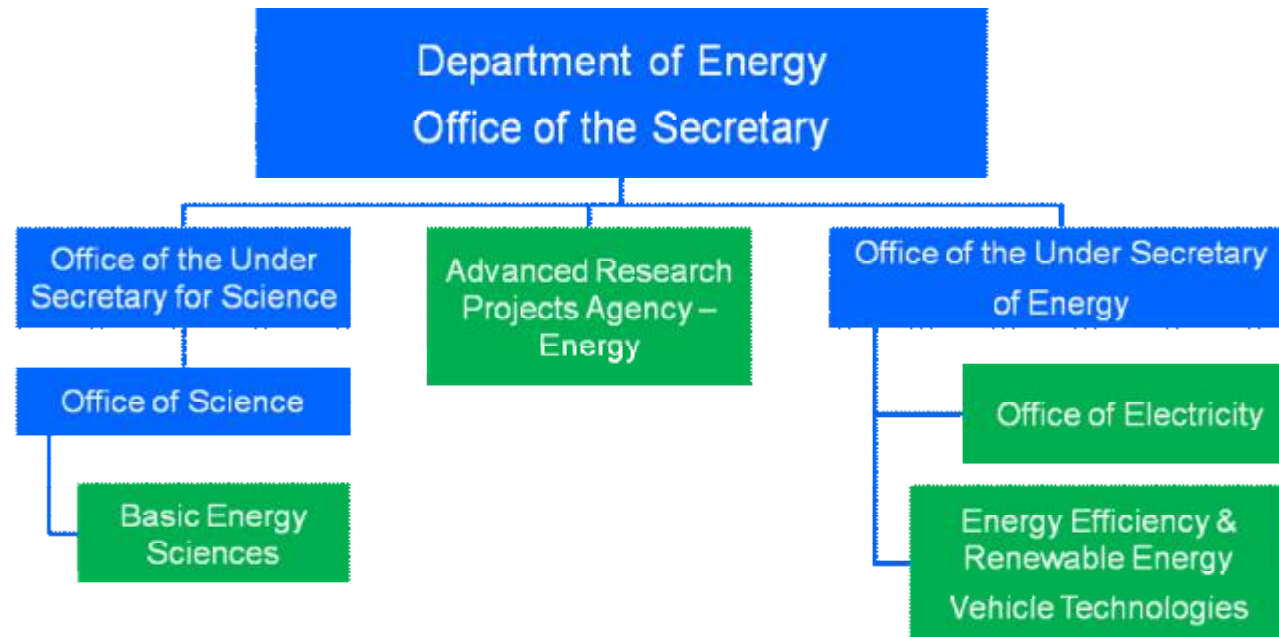 Department of Energy
Office of the Secretary
Office of the Under
Secretary for Science
Advanced Research
Projects Agency –
Energy
Office of the Under Secretary
of Energy
Office of Science
Office of Electricity
Basic Energy
Sciences
Energy Efficiency &
Renewable Energy
Vehicle Technologies